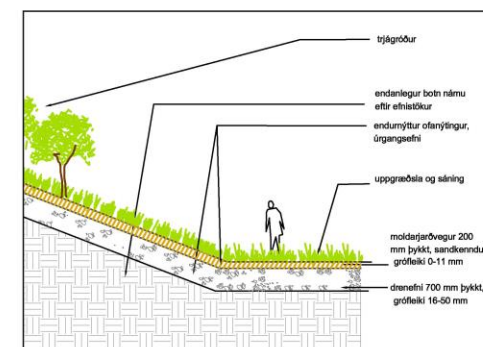 trjágróður
endanlegur botn námu
eftir efnistökur
endurnýttur ofanýtingur,
úrgangsefni
uppgræðsla og sáning
moldarjarðvegur 200
mm þykkt, sandkenndur
grófleiki 0-11 mm
drenefni 700 mm þykkt,
grófleiki 16-50 mm